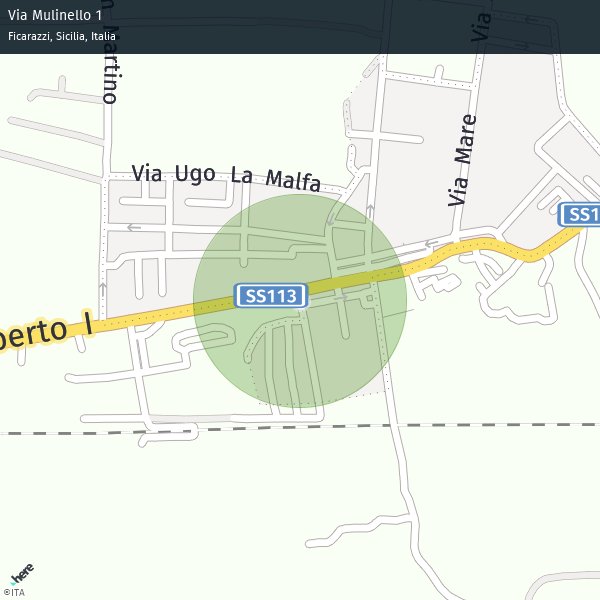 Via Mulinello 1
Ficarazzi, Sicilia, Italia
Martino
Via
Via Mare
Via Ugo La Malfa
SS1
SS113
berto I
here
©ITA